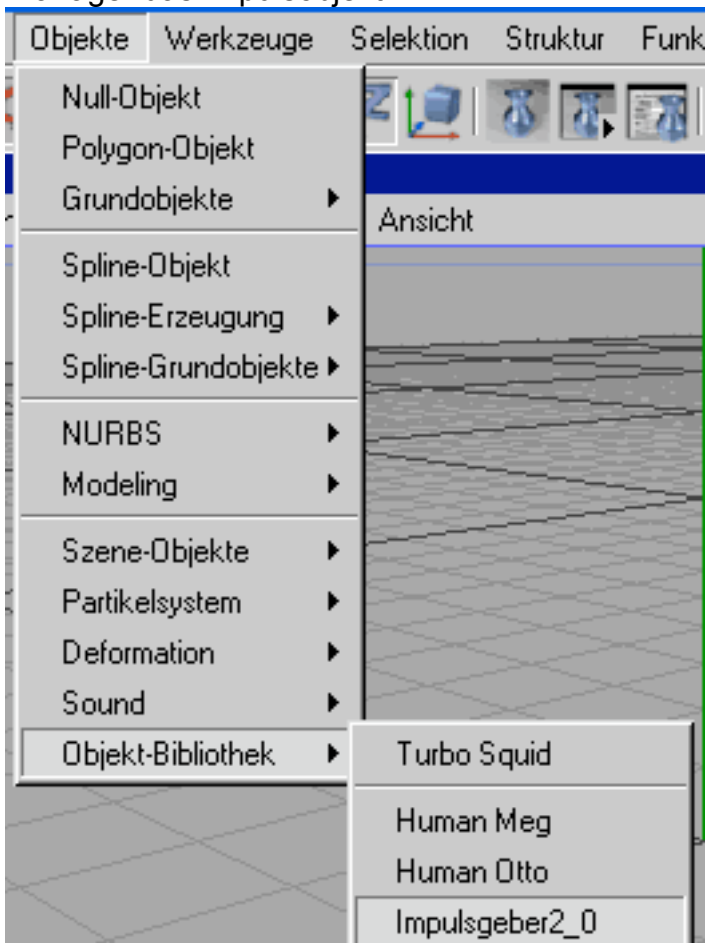 Objekte Werkzeuge Selektion Struktur Funk
Null-Objekt
Polygon-Objekt
Grundobjekte
Ansicht
Spline-Objekt
Spline-Erzeugung
Spline-Grundobjekte
NURBS
Modeling
Szene-Objekte
Partikelsystem
Deformation
Sound
Objekt-Bibliothek
Turbo Squid
Human Meg
Human Otto
Impulsgeber2_0